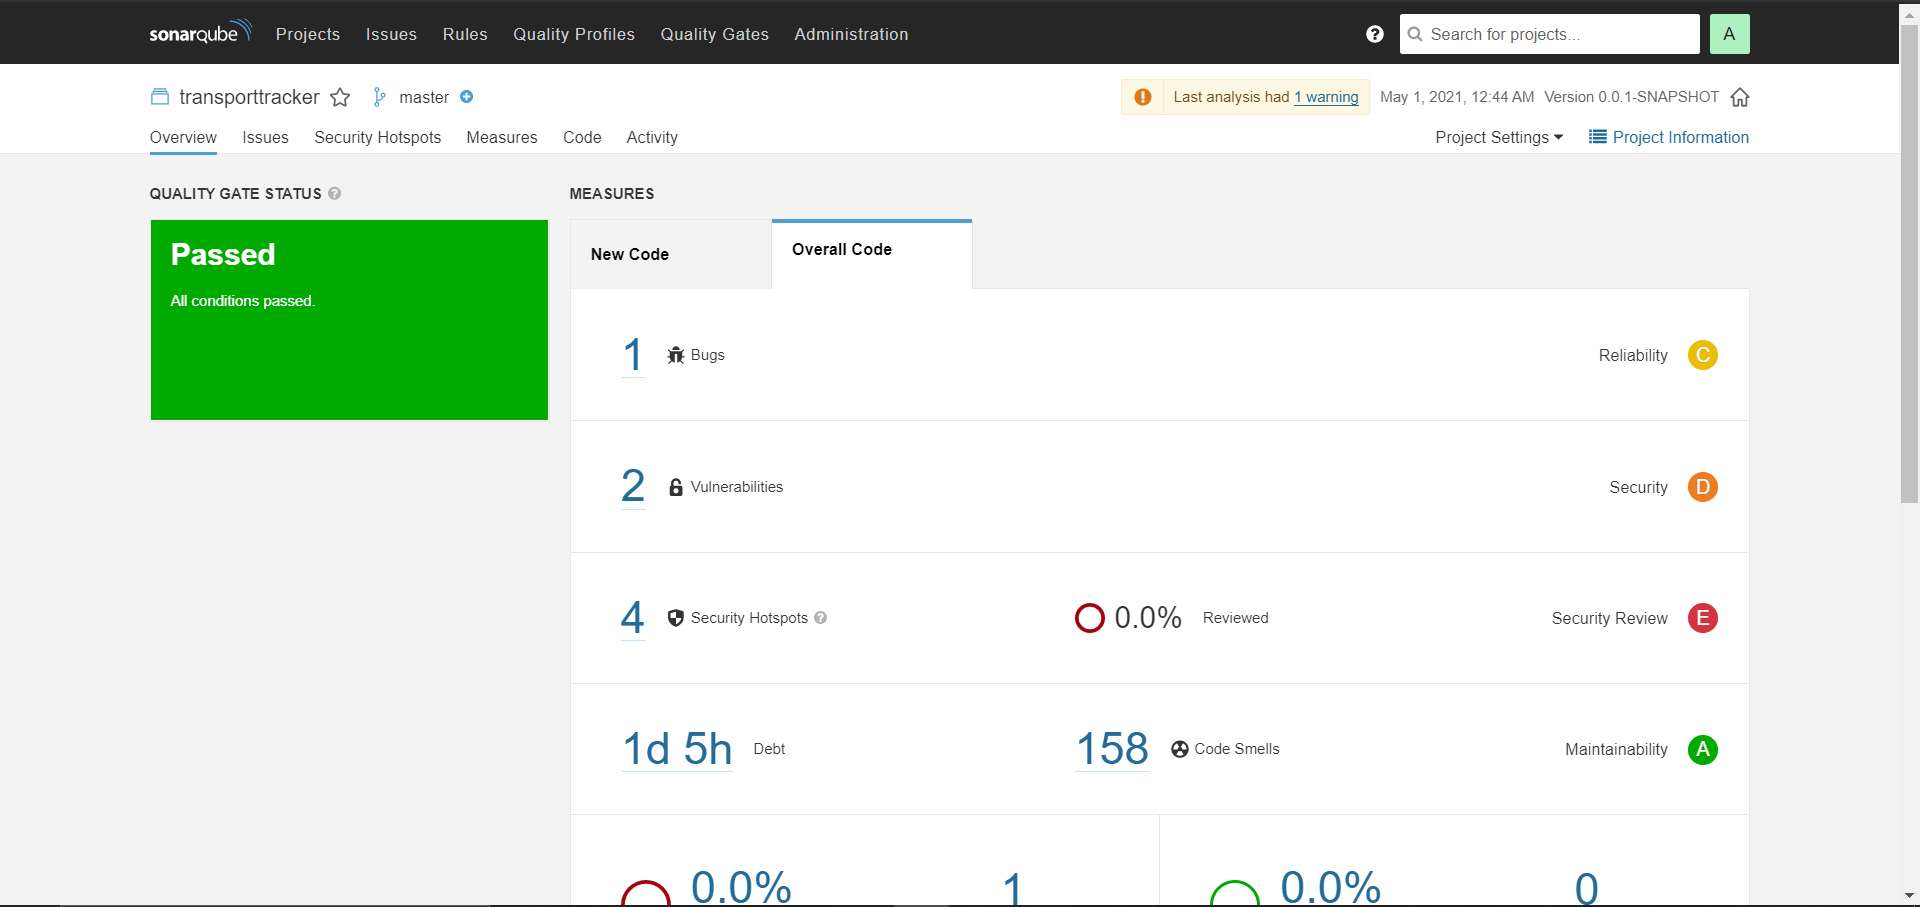 sonarqube Projects Issues Rules Quality Profiles Quality Gates Administration ? Search for projects... A
transporttracker master Last analysis had 1 warning May 1, 2021, 12:44 AM Version 0.0.1-SNAPSHOT
Overview Issues Security Hotspots Measures Code Activity Project Settings Project Information
QUALITY GATE STATUS ? MEASURES
Passed
All conditions passed.
New Code Overall Code
1 Bugs Reliability C
2 Vulnerabilities Security D
4 Security Hotspots ? 0.0% Reviewed Security Review E
1d 5h Debt 158 Code Smells Maintainability A
0.0% 1 0.0% 0